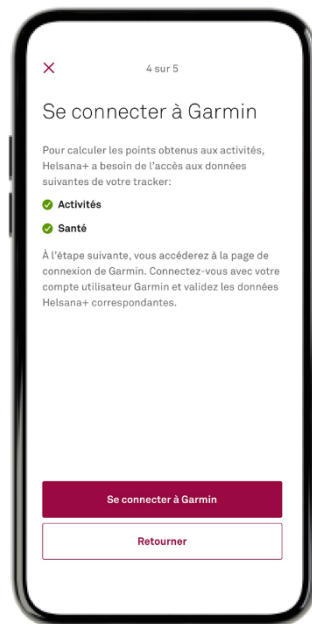 4 sur 5
Se connecter à Garmin
Pour calculer les points obtenus aux activités,
Helsana+ a besoin de l'accès aux données
suivantes de votre tracker:
Activités
Santé
À l'étape suivante, vous accéderez à la page de
connexion de Garmin. Connectez-vous avec votre
compte utilisateur Garmin et validez les données
Helsana+ correspondantes.
Se connecter à Garmin
Retourner